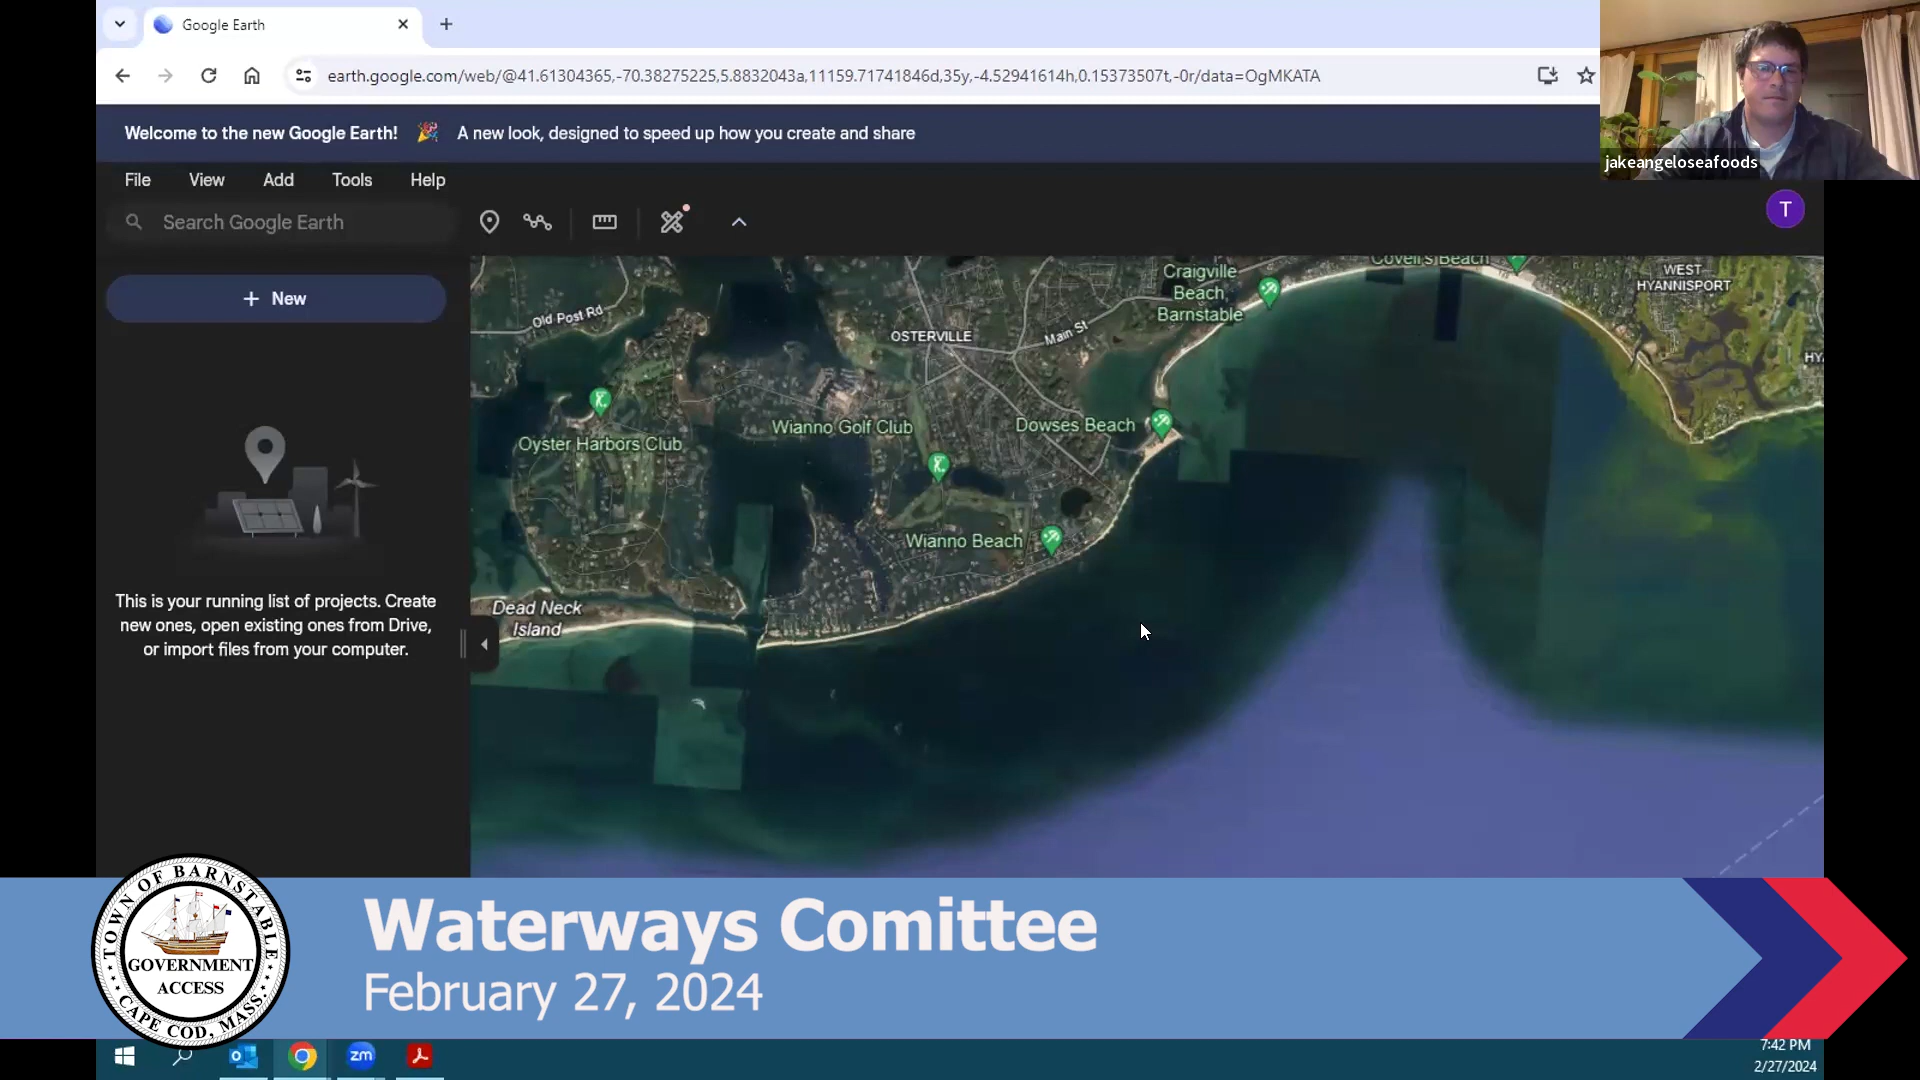 Google Earth
earth.google.com/web/@41.61304365,-70.38275225,5.8832043a,11159.71741846d,35y,-4.52941614h,0.15373507t,-0r/data=OgMKATA
Welcome to the new Google Earth! A new look, designed to speed up how you create and share
jakeangeloseafoods
File View Add Tools Help
T
Search Google Earth
New
This is your running list of projects. Create
new ones, open existing ones from Drive,
or import files from your computer.
Covell's Beach
WEST
HYANNISPORT
Craigville
Beach,
Barnstable
Old Post Rd
OSTERVILLE
Main St
HY
Oyster Harbors Club
Wianno Golf Club
Dowses Beach
Wianno Beach
Dead Neck
Island
TOWN OF BARNSTABLE
GOVERNMENT
ACCESS
CAPE COD, MASS.
Waterways Comittee
February 27, 2024
zm
7:42 PM
2/27/2024